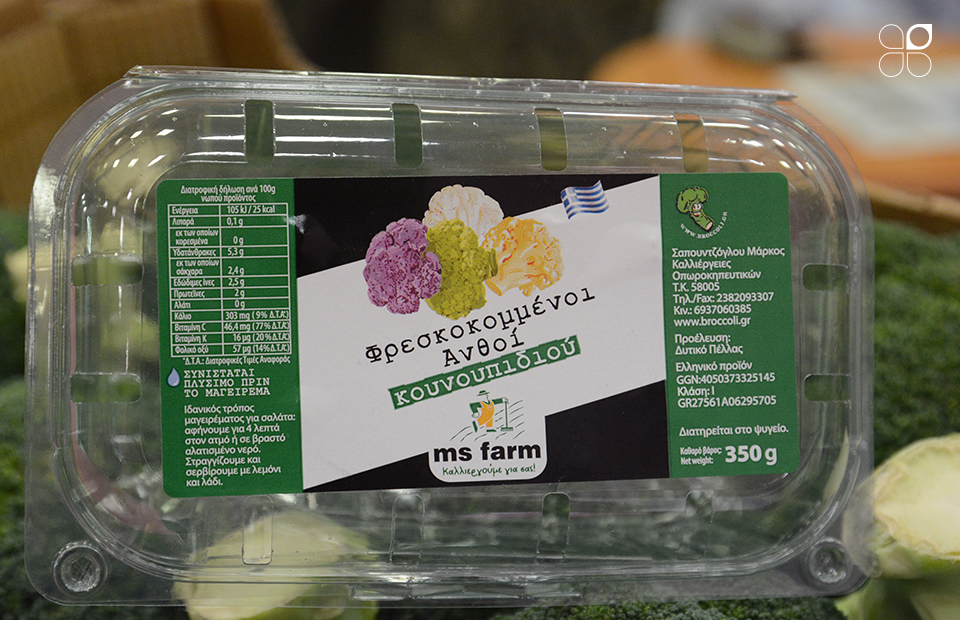 Διατροφική δήλωση ανά 100g
νωπού προϊόντος
Ενέργεια 105 kJ / 25 kcal
Λιπαρά 0,1 g
εκ των οποίων
κορεσμένα 0 g
Υδατάνθρακες 5,3 g
εκ των οποίων
σάκχαρα 2,4 g
Εδώδιμες ίνες 2,5 g
Πρωτεΐνες 2 g
Αλάτι 0 g
Κάλιο 303 mg ( 9% Δ.Τ.Α.)
Βιταμίνη C 46,4 mg (77% Δ.Τ.Α.)
Βιταμίνη K 16 μg (20% Δ.Τ.Α.)
Φολικό οξύ 57 μg (14% Δ.Τ.Α.)
*Δ.Τ.Α.: Διατροφικές Τιμές Αναφοράς
ΣΥΝΙΣΤΑΤΑΙ
ΠΛΥΣΙΜΟ ΠΡΙΝ
ΤΟ ΜΑΓΕΙΡΕΜΑ
Ιδανικός τρόπος
μαγειρέματος για σαλάτα:
αφήνουμε για 4 λεπτά
στον ατμό ή σε βραστό
αλατισμένο νερό.
Στραγγίζουμε και
σερβίρουμε με λεμόνι
και λάδι.
Φρεσκοκομμένοι
Ανθοί
κουνουπιδιού
ms farm
Καλλιεργούμε για σας!
www.broccoli.gr
Σαπουντζόγλου Μάρκος
Καλλιέργειες
Οπωροκηπευτικών
Τ.Κ. 58005
Τηλ./Fax: 2382093307
Κιν.: 6937060385
www.broccoli.gr
Προέλευση:
Δυτικό Πέλλας
Ελληνικό προϊόν
GGN:4050373325145
Κλάση: Ι
GR27561A06295705
Διατηρείται στο ψυγείο.
Καθαρό βάρος:
Net weight: 350 g